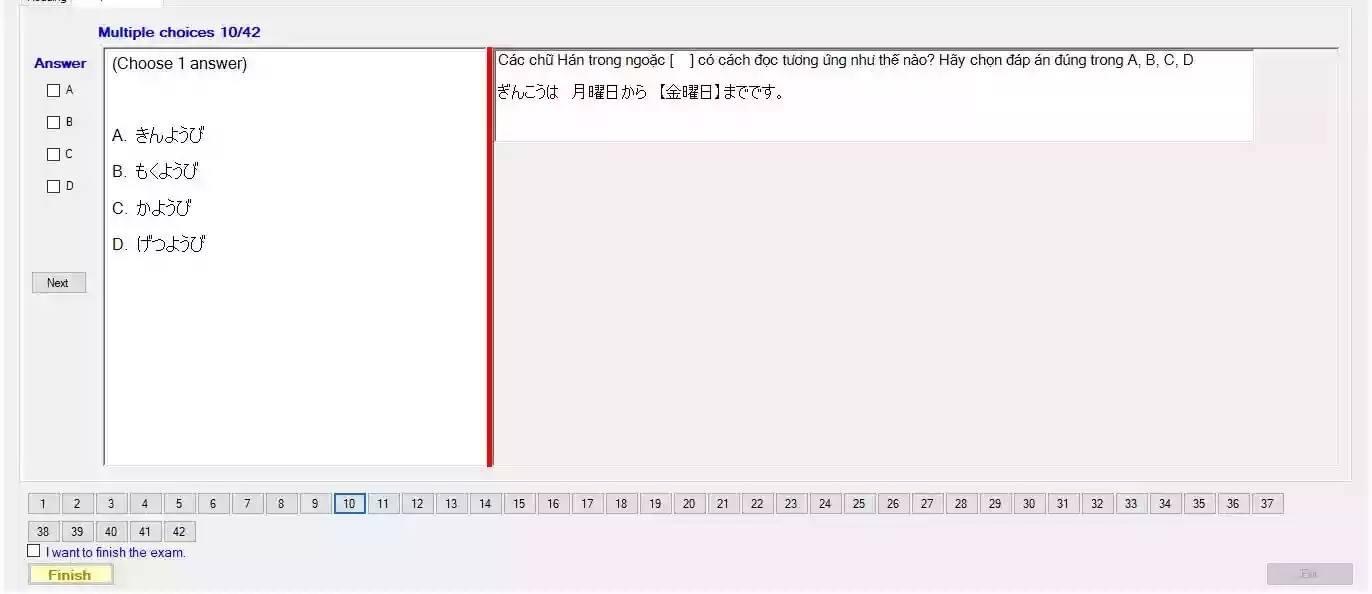 Multiple choices 10/42
Answer
A
B
C
D
Next
(Choose 1 answer)
A. きんようび
B. もくようび
C. かようび
D. げつようび
Các chữ Hán trong ngoặc [ ] có cách đọc tương ứng như thế nào? Hãy chọn đáp án đúng trong A, B, C, D
ぎんこうは 月曜日から 【金曜日】までです。
1 2 3 4 5 6 7 8 9 10 11 12 13 14 15 16 17 18 19 20 21 22 23 24 25 26 27 28 29 30 31 32 33 34 35 36 37
38 39 40 41 42
I want to finish the exam.
Finish